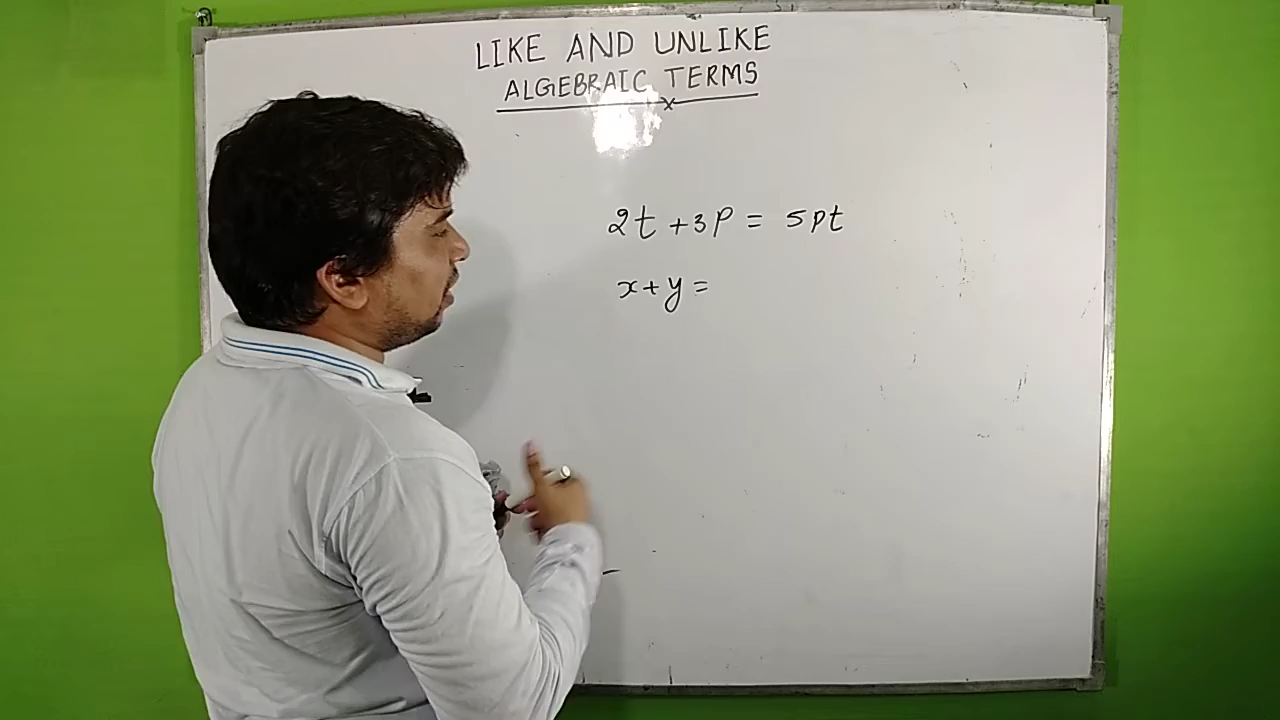 LIKE AND UNLIKE
ALGEBRAIC TERMS
2t + 3p = 5pt
x + y =